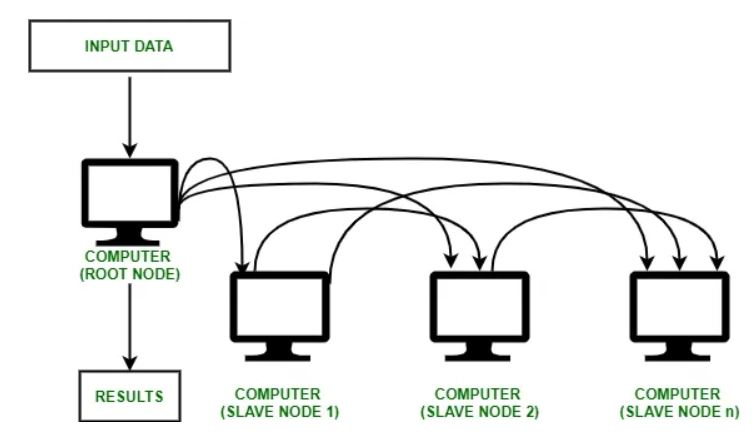 INPUT DATA
COMPUTER
(ROOT NODE)
RESULTS
COMPUTER
(SLAVE NODE 1)
COMPUTER
(SLAVE NODE 2)
COMPUTER
(SLAVE NODE n)